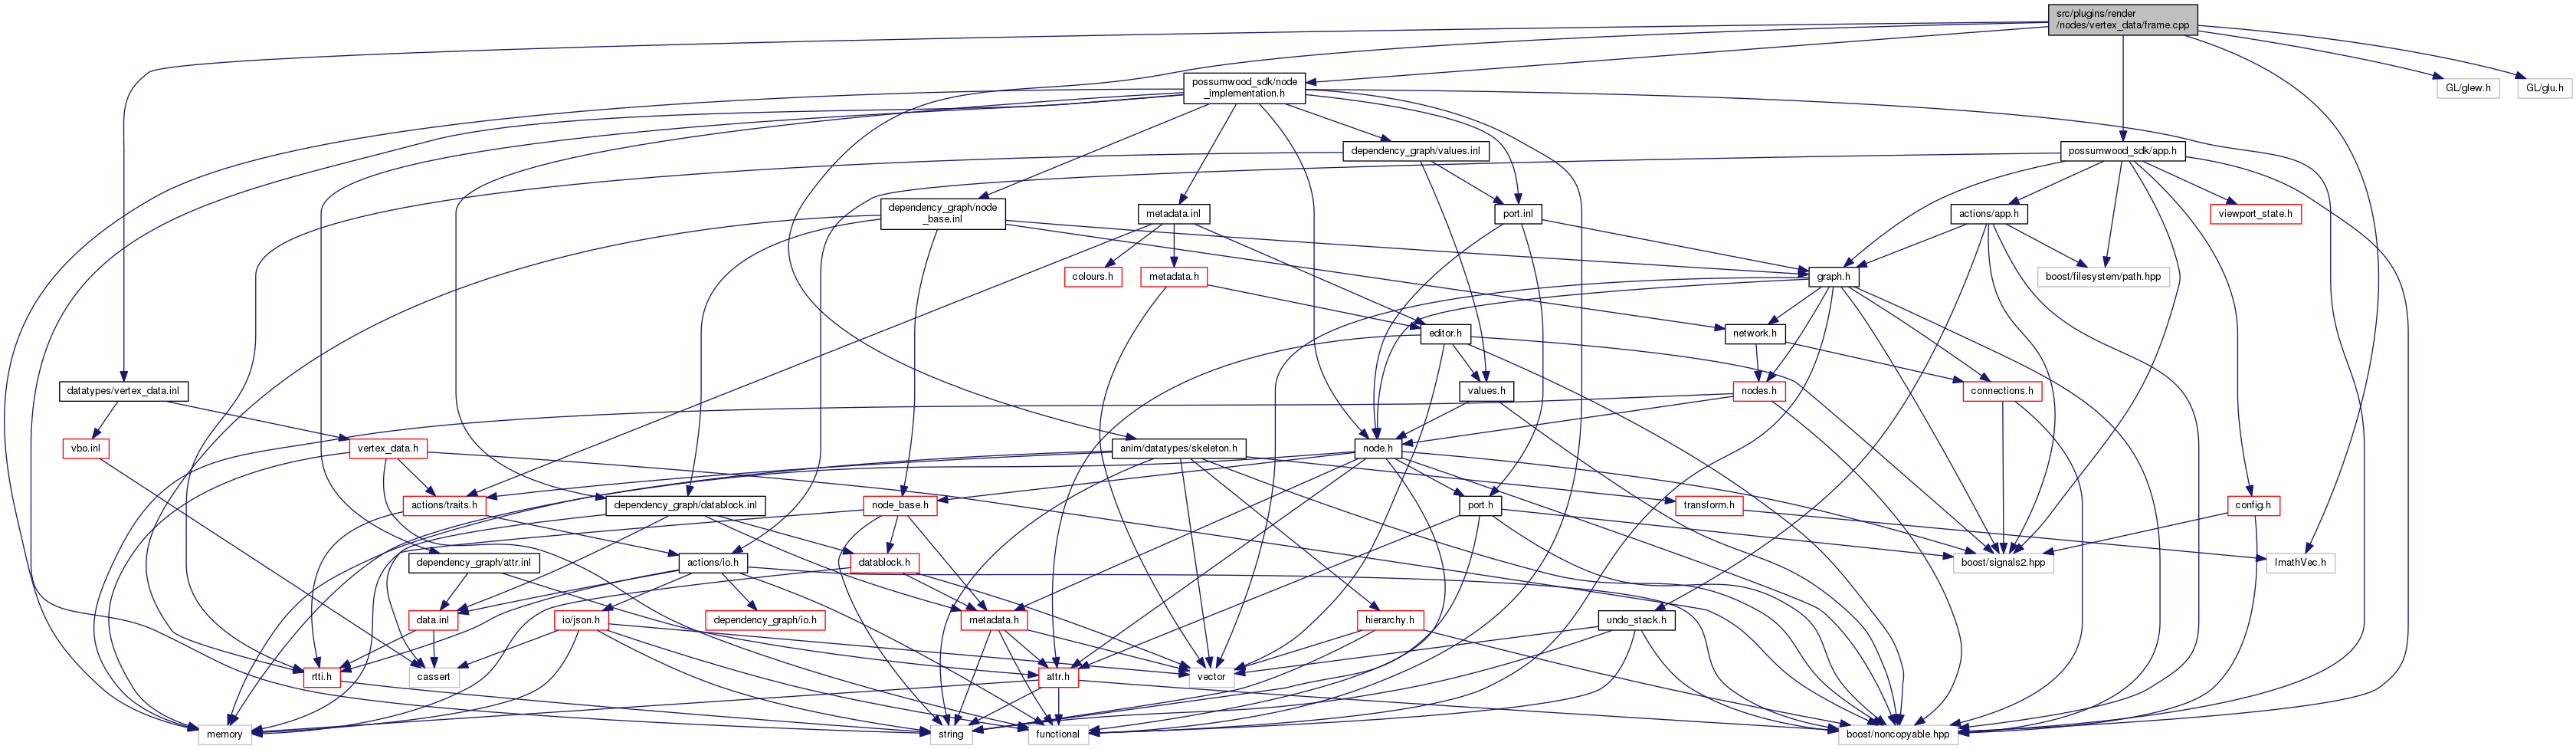 src/plugins/render
/nodes/vertex_data/frame.cpp
possumwood_sdk/node
_implementation.h
GL/glew.h
GL/glu.h
dependency_graph/values.inl
possumwood_sdk/app.h
dependency_graph/node
_base.inl
metadata.inl
port.inl
actions/app.h
viewport_state.h
colours.h
metadata.h
graph.h
boost/filesystem/path.hpp
editor.h
network.h
datatypes/vertex_data.inl
values.h
nodes.h
connections.h
vbo.inl
vertex_data.h
anim/datatypes/skeleton.h
node.h
actions/traits.h
dependency_graph/datablock.inl
node_base.h
port.h
transform.h
config.h
dependency_graph/attr.inl
actions/io.h
datablock.h
boost/signals2.hpp
ImathVec.h
data.inl
io/json.h
dependency_graph/io.h
metadata.h
hierarchy.h
undo_stack.h
rtti.h
cassert
attr.h
vector
memory
string
functional
boost/noncopyable.hpp